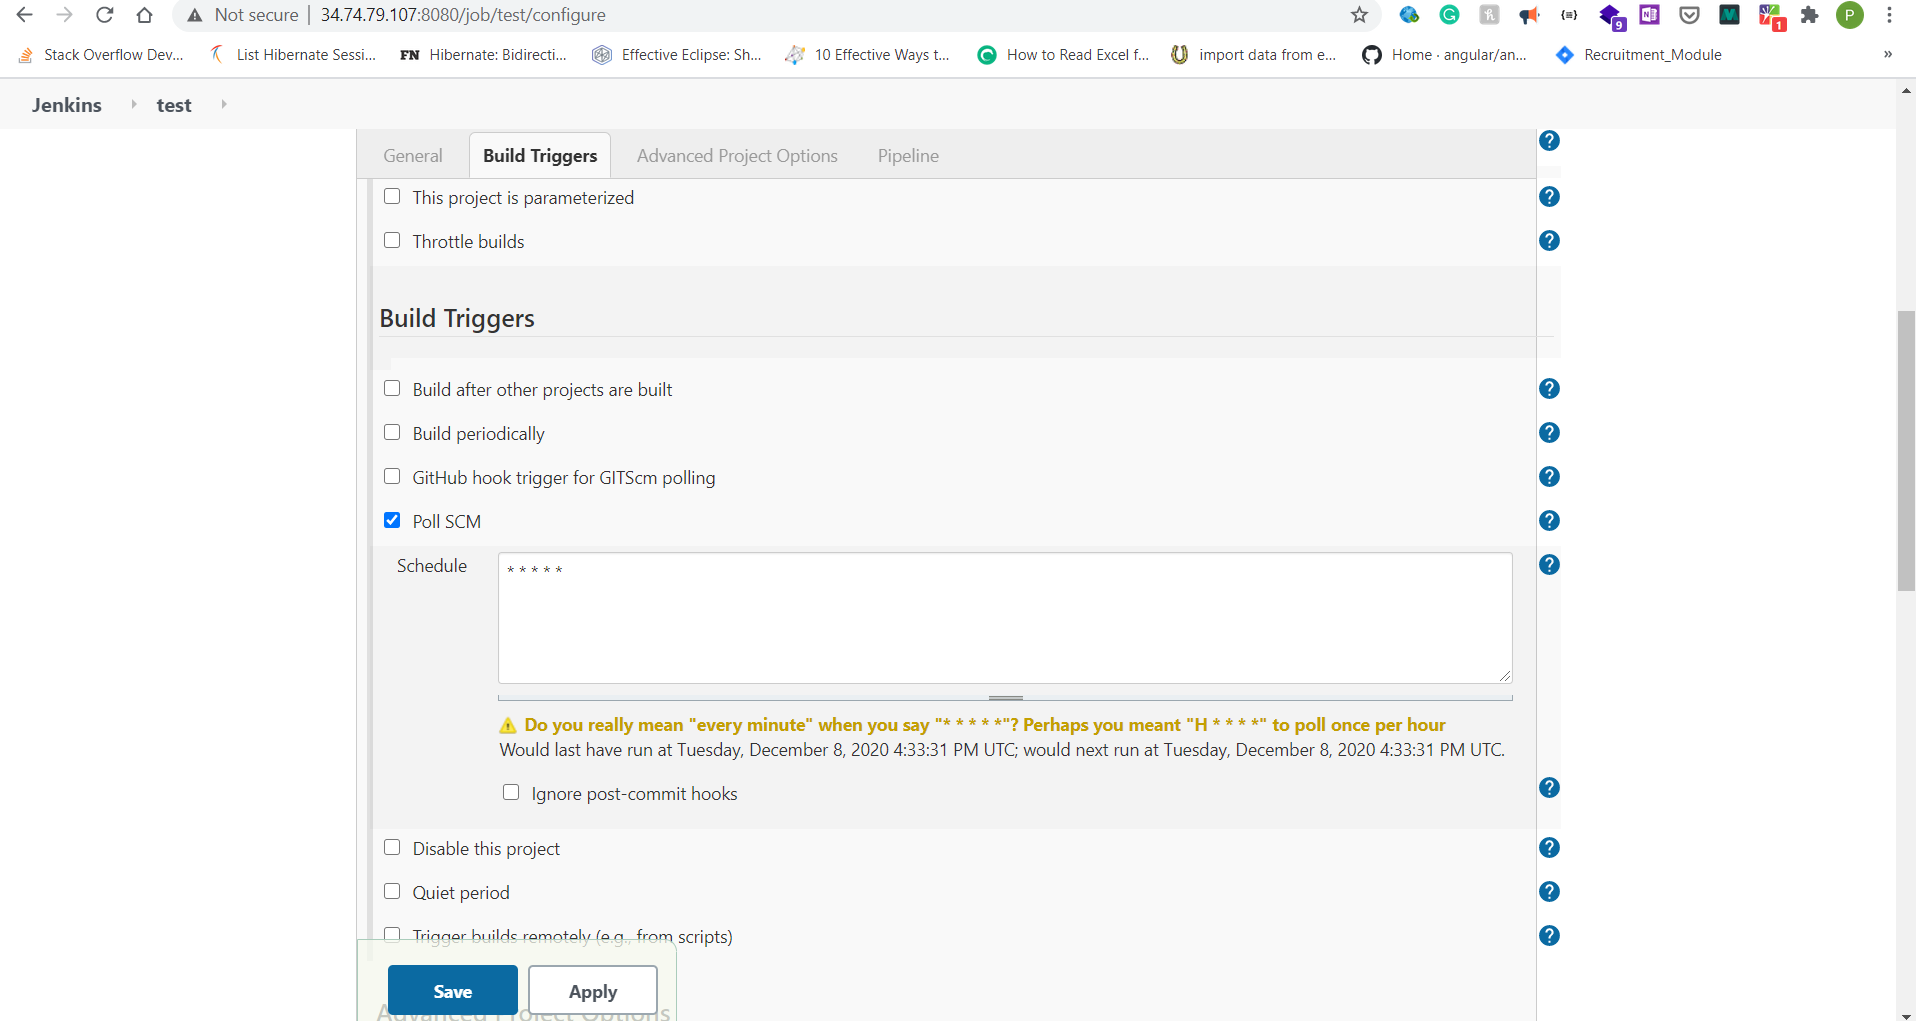 Not secure | 34.74.79.107:8080/job/test/configure
9
1
P
Stack Overflow Dev...
List Hibernate Sessi...
FN Hibernate: Bidirecti...
Effective Eclipse: Sh...
10 Effective Ways t...
How to Read Excel f...
import data from e...
Home · angular/an...
Recruitment_Module
»
Jenkins
test
General
Build Triggers
Advanced Project Options
Pipeline
This project is parameterized
Throttle builds
Build Triggers
Build after other projects are built
Build periodically
GitHub hook trigger for GITScm polling
Poll SCM
Schedule
* * * * *
Do you really mean "every minute" when you say "* * * * *"? Perhaps you meant "H * * * *" to poll once per hour
Would last have run at Tuesday, December 8, 2020 4:33:31 PM UTC; would next run at Tuesday, December 8, 2020 4:33:31 PM UTC.
Ignore post-commit hooks
Disable this project
Quiet period
Trigger builds remotely (e.g., from scripts)
Save
Apply
Advanced Project Options